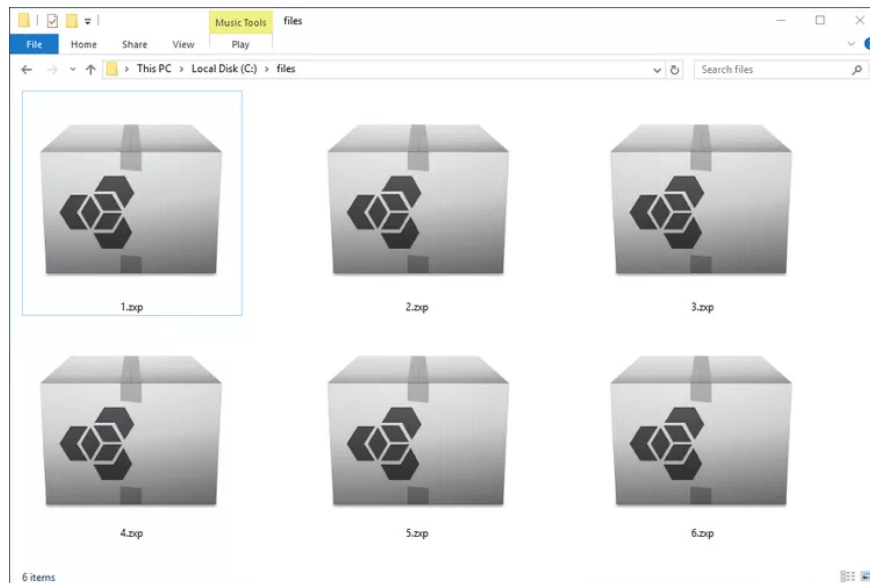 Music Tools files
File Home Share View Play
This PC > Local Disk (C:) > files Search files
1.zxp 2.zxp 3.zxp
4.zxp 5.zxp 6.zxp
6 items